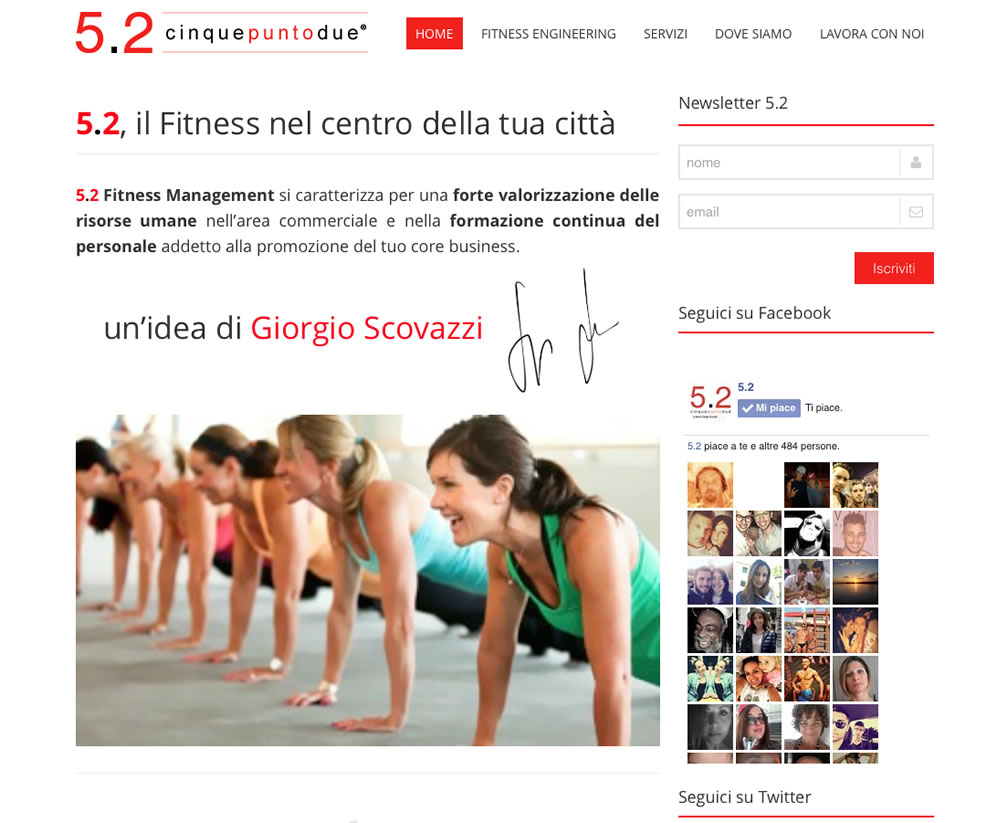 5.2 cinquepuntodue®
HOME FITNESS ENGINEERING SERVIZI DOVE SIAMO LAVORA CON NOI
5.2, il Fitness nel centro della tua città
5.2 Fitness Management si caratterizza per una forte valorizzazione delle
risorse umane nell'area commerciale e nella formazione continua del
personale addetto alla promozione del tuo core business.
un'idea di Giorgio Scovazzi
Newsletter 5.2
nome
email
Iscriviti
Seguici su Facebook
5.2
cinquepuntodue
5.2
Mi piace Ti piace.
5.2 piace a te e altre 484 persone.
Seguici su Twitter